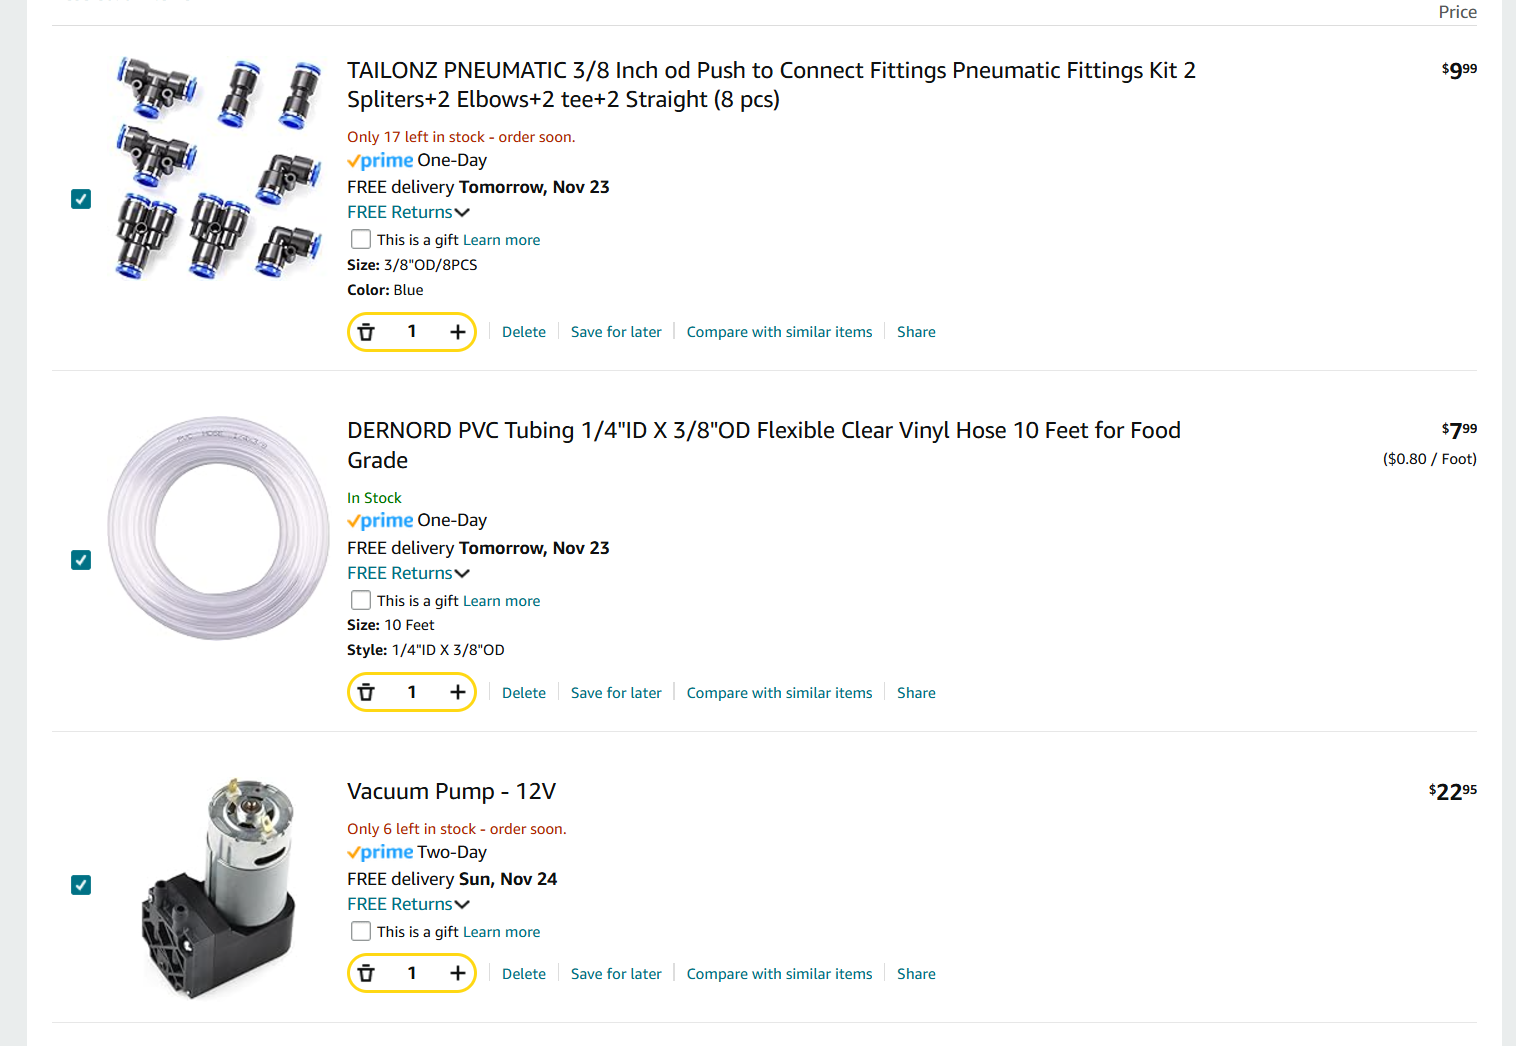 Price
TAILONZ PNEUMATIC 3/8 Inch od Push to Connect Fittings Pneumatic Fittings Kit 2
Spliters+2 Elbows+2 tee+2 Straight (8 pcs)
$9.99
Only 17 left in stock - order soon.
prime One-Day
FREE delivery Tomorrow, Nov 23
FREE Returns
This is a gift Learn more
Size: 3/8"OD/8PCS
Color: Blue
1
Delete
Save for later
Compare with similar items
Share
PVC HOSE 1/4x3/8
DERNORD PVC Tubing 1/4"ID X 3/8"OD Flexible Clear Vinyl Hose 10 Feet for Food
Grade
$7.99
($0.80 / Foot)
In Stock
prime One-Day
FREE delivery Tomorrow, Nov 23
FREE Returns
This is a gift Learn more
Size: 10 Feet
Style: 1/4"ID X 3/8"OD
1
Delete
Save for later
Compare with similar items
Share
Vacuum Pump - 12V
$22.95
Only 6 left in stock - order soon.
prime Two-Day
FREE delivery Sun, Nov 24
FREE Returns
This is a gift Learn more
1
Delete
Save for later
Compare with similar items
Share